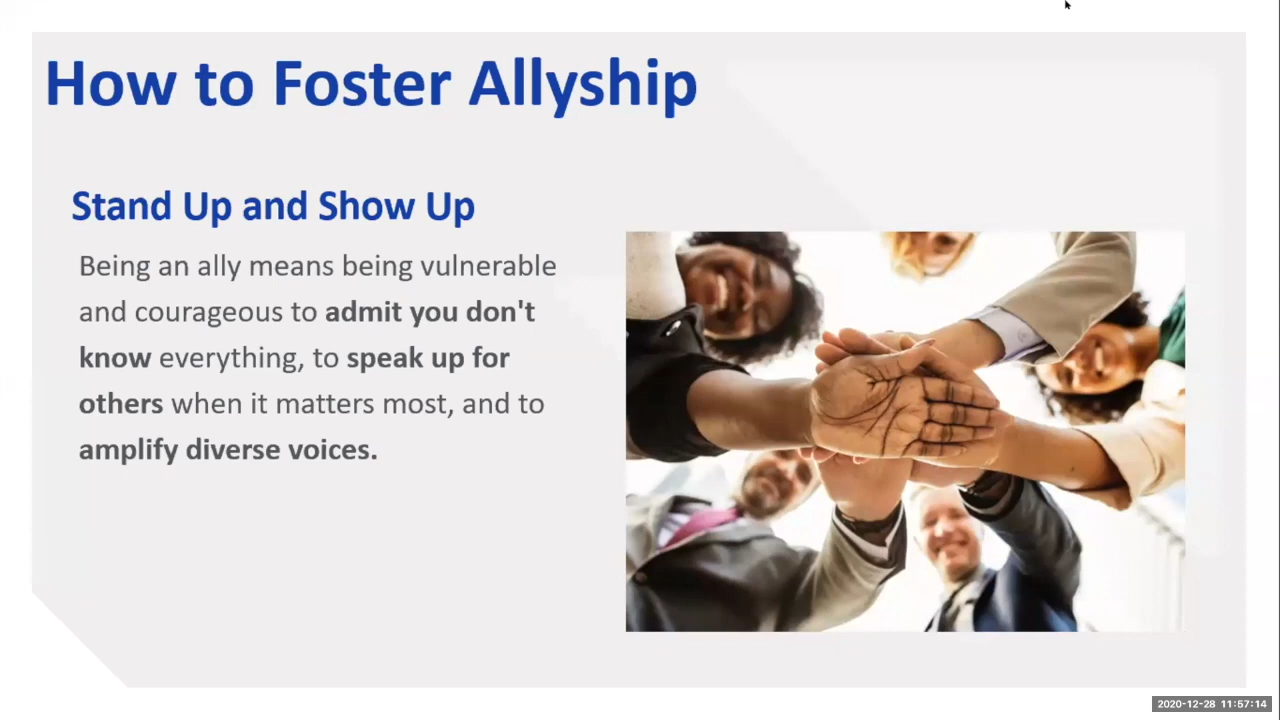 How to Foster Allyship
Stand Up and Show Up
Being an ally means being vulnerable
and courageous to admit you don't
know everything, to speak up for
others when it matters most, and to
amplify diverse voices.
2020-12-28 11:57:14